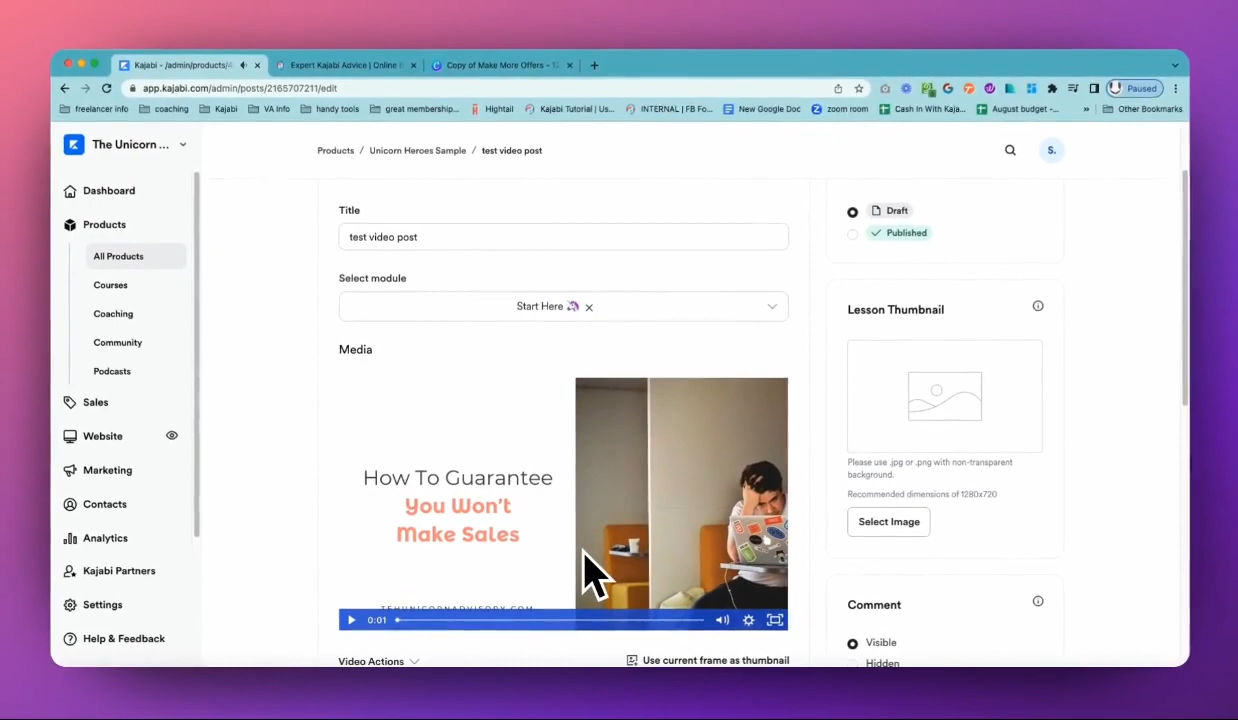 Kajabi - /admin/products/4
Expert Kajabi Advice | Online B
Copy of Make More Offers - 12
app.kajabi.com/admin/posts/2165707211/edit
Paused
freelancer info
coaching
Kajabi
VA Info
handy tools
great membership...
Hightail
Kajabi Tutorial | Us...
INTERNAL | FB Fo...
New Google Doc
zoom room
Cash In With Kaja...
August budget -...
Other Bookmarks
The Unicorn ...
Products / Unicorn Heroes Sample / test video post
S.
Dashboard
Products
All Products
Courses
Coaching
Community
Podcasts
Sales
Website
Marketing
Contacts
Analytics
Kajabi Partners
Settings
Help & Feedback
Title
test video post
Select module
Start Here
Media
How To Guarantee
You Won't
Make Sales
0:01
Video Actions
Use current frame as thumbnail
Draft
Published
Lesson Thumbnail
Please use .jpg or .png with non-transparent
background.
Recommended dimensions of 1280x720
Select Image
Comment
Visible
Hidden